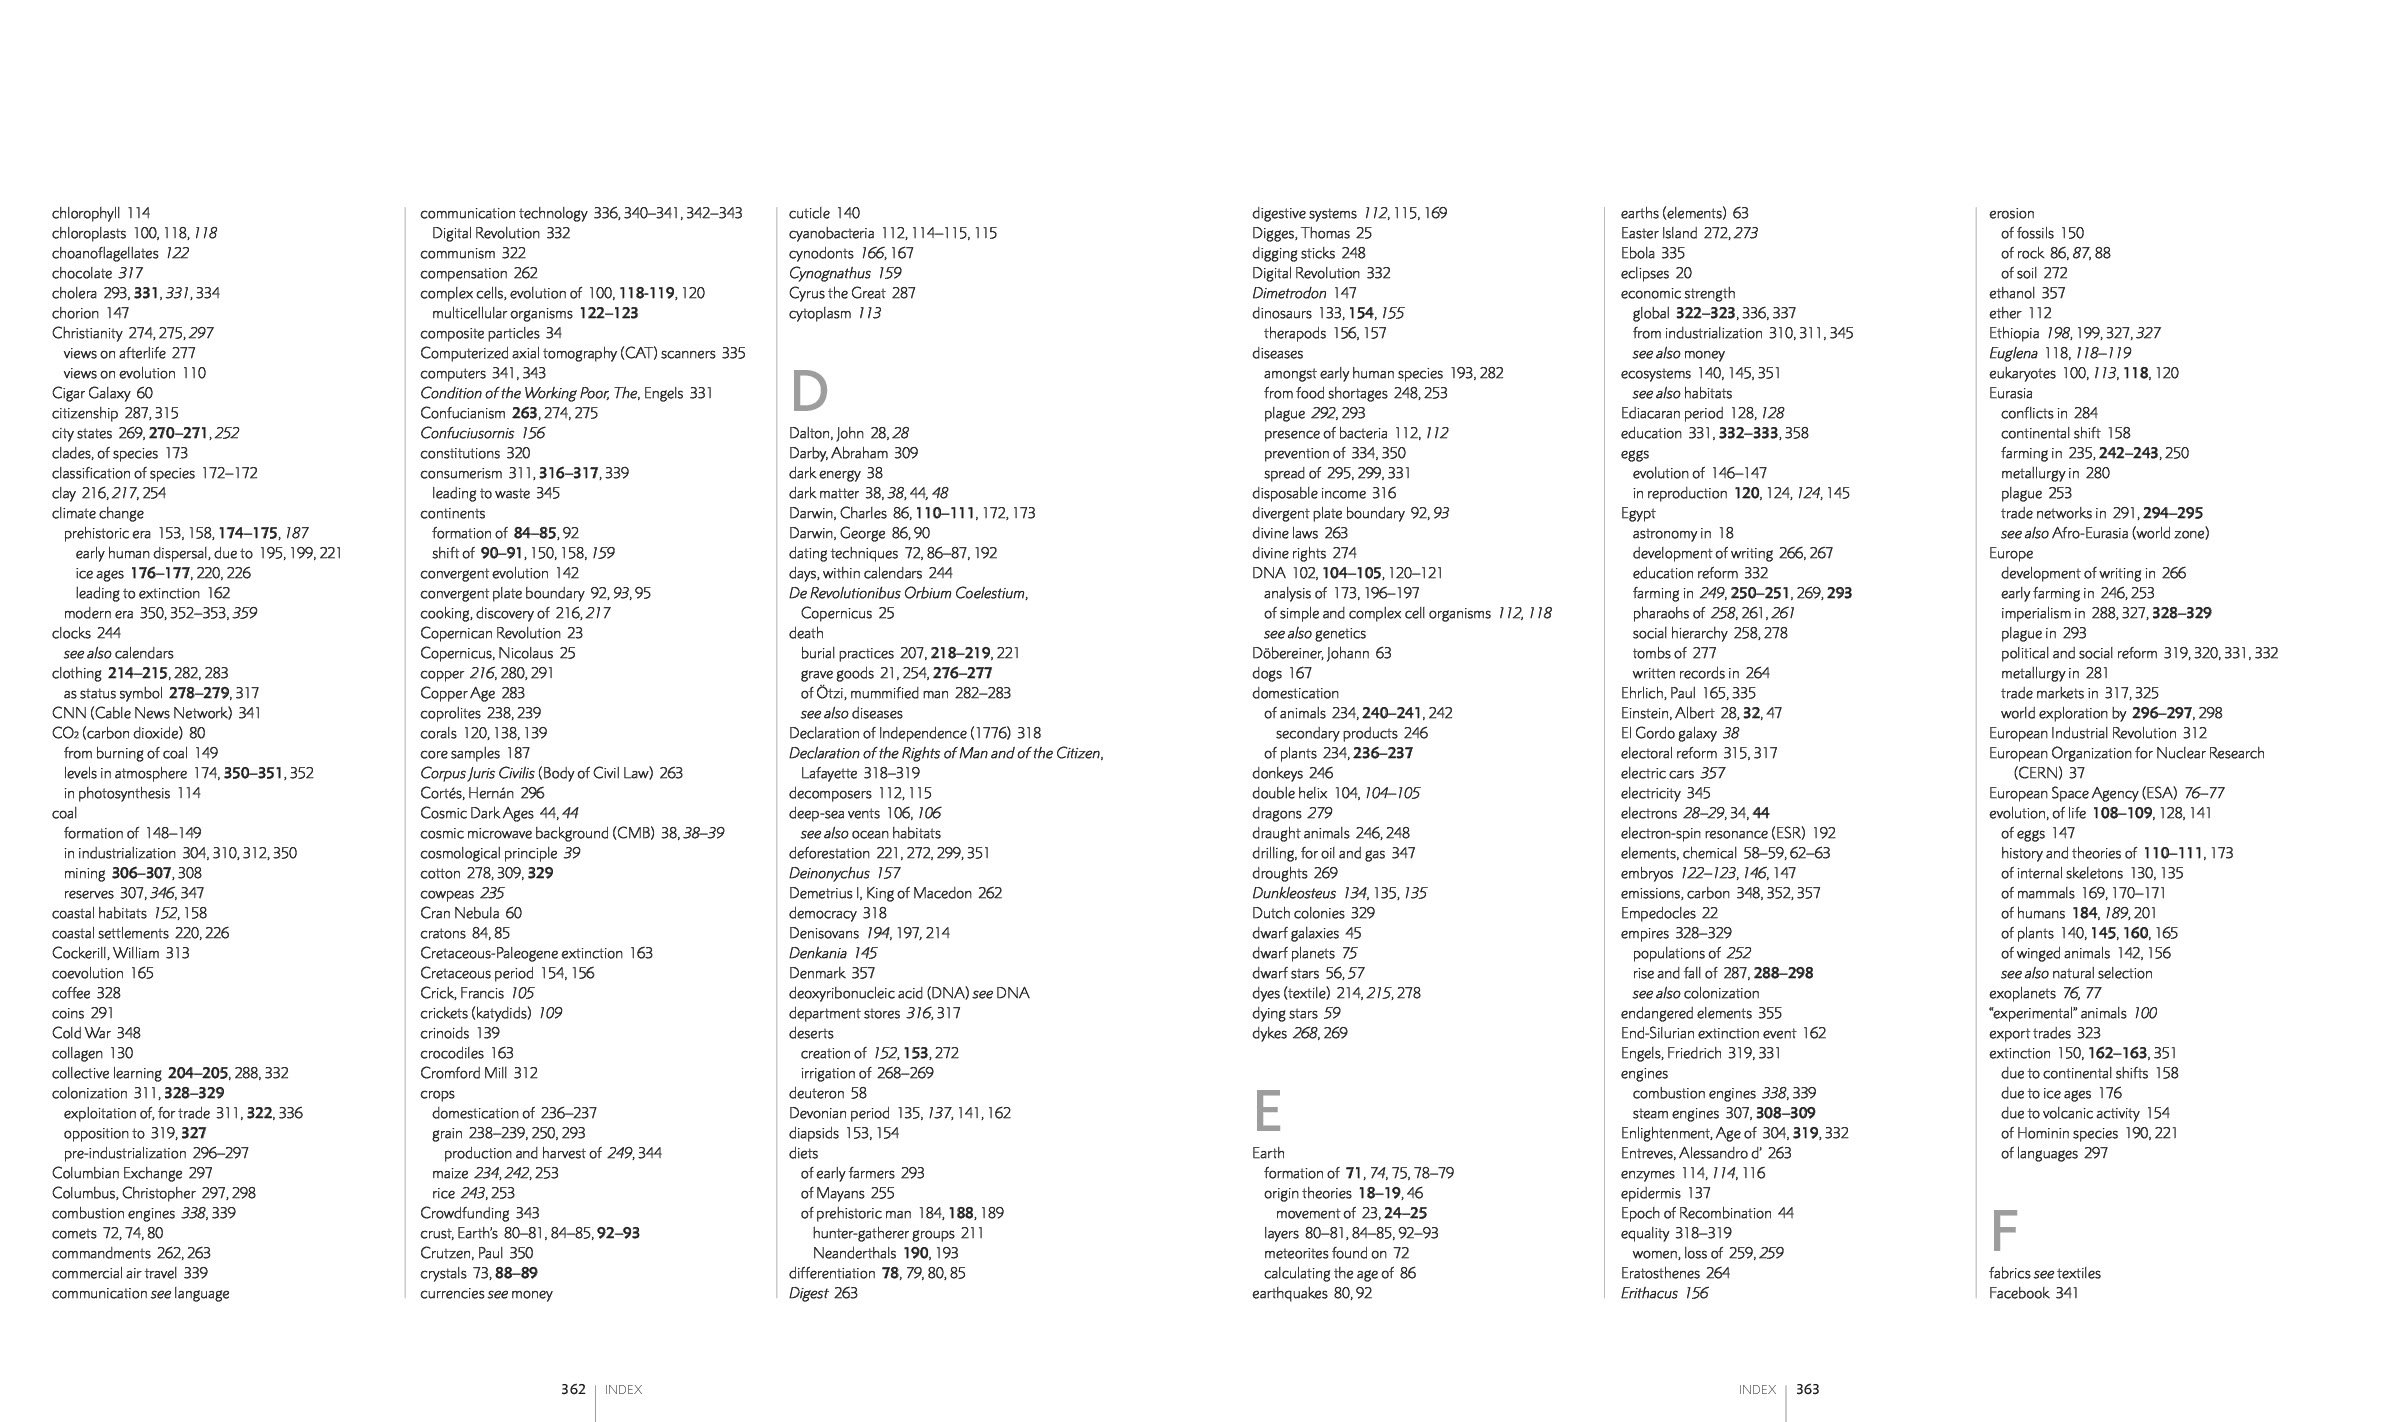 chlorophyll 114
chloroplasts 100, 118, 118
choanoflagellates 122
chocolate 317
cholera 293, 331, 331, 334
chorion 147
Christianity 274, 275, 297
views on afterlife 277
views on evolution 110
Cigar Galaxy 60
citizenship 287, 315
city states 269, 270–271, 252
clades, of species 173
classification of species 172–172
clay 216, 217, 254
climate change
prehistoric era 153, 158, 174–175, 187
early human dispersal, due to 195, 199, 221
ice ages 176–177, 220, 226
leading to extinction 162
modern era 350, 352–353, 359
clocks 244
see also calendars
clothing 214–215, 282, 283
as status symbol 278–279, 317
CNN (Cable News Network) 341
CO₂ (carbon dioxide) 80
from burning of coal 149
levels in atmosphere 174, 350–351, 352
in photosynthesis 114
coal
formation of 148–149
in industrialization 304, 310, 312, 350
mining 306–307, 308
reserves 307, 346, 347
coastal habitats 152, 158
coastal settlements 220, 226
Cockerill, William 313
coevolution 165
coffee 328
coins 291
Cold War 348
collagen 130
collective learning 204–205, 288, 332
colonization 311, 328–329
exploitation of, for trade 311, 322, 336
opposition to 319, 327
pre-industrialization 296–297
Columbian Exchange 297
Columbus, Christopher 297, 298
combustion engines 338, 339
comets 72, 74, 80
commandments 262, 263
commercial air travel 339
communication see language
communication technology 336, 340–341, 342–343
Digital Revolution 332
communism 322
compensation 262
complex cells, evolution of 100, 118-119, 120
multicellular organisms 122–123
composite particles 34
Computerized axial tomography (CAT) scanners 335
computers 341, 343
Condition of the Working Poor, The, Engels 331
Confucianism 263, 274, 275
Confuciusornis 156
constitutions 320
consumerism 311, 316–317, 339
leading to waste 345
continents
formation of 84–85, 92
shift of 90–91, 150, 158, 159
convergent evolution 142
convergent plate boundary 92, 93, 95
cooking, discovery of 216, 217
Copernican Revolution 23
Copernicus, Nicolaus 25
copper 216, 280, 291
Copper Age 283
coprolites 238, 239
corals 120, 138, 139
core samples 187
Corpus Juris Civilis (Body of Civil Law) 263
Cortés, Hernán 296
Cosmic Dark Ages 44, 44
cosmic microwave background (CMB) 38, 38–39
cosmological principle 39
cotton 278, 309, 329
cowpeas 235
Cran Nebula 60
cratons 84, 85
Cretaceous-Paleogene extinction 163
Cretaceous period 154, 156
Crick, Francis 105
crickets (katydids) 109
crinoids 139
crocodiles 163
Cromford Mill 312
crops
domestication of 236–237
grain 238–239, 250, 293
production and harvest of 249, 344
maize 234, 242, 253
rice 243, 253
Crowdfunding 343
crust, Earth's 80–81, 84–85, 92–93
Crutzen, Paul 350
crystals 73, 88–89
currencies see money
cuticle 140
cyanobacteria 112, 114–115, 115
cynodonts 166, 167
Cynognathus 159
Cyrus the Great 287
cytoplasm 113
D
Dalton, John 28, 28
Darby, Abraham 309
dark energy 38
dark matter 38, 38, 44, 48
Darwin, Charles 86, 110–111, 172, 173
Darwin, George 86, 90
dating techniques 72, 86–87, 192
days, within calendars 244
De Revolutionibus Orbium Coelestium,
Copernicus 25
death
burial practices 207, 218–219, 221
grave goods 21, 254, 276–277
of Ötzi, mummified man 282–283
see also diseases
Declaration of Independence (1776) 318
Declaration of the Rights of Man and of the Citizen,
Lafayette 318–319
decomposers 112, 115
deep-sea vents 106, 106
see also ocean habitats
deforestation 221, 272, 299, 351
Deinonychus 157
Demetrius I, King of Macedon 262
democracy 318
Denisovans 194, 197, 214
Denkania 145
Denmark 357
deoxyribonucleic acid (DNA) see DNA
department stores 316, 317
deserts
creation of 152, 153, 272
irrigation of 268–269
deuteron 58
Devonian period 135, 137, 141, 162
diapsids 153, 154
diets
of early farmers 293
of Mayans 255
of prehistoric man 184, 188, 189
hunter-gatherer groups 211
Neanderthals 190, 193
differentiation 78, 79, 80, 85
Digest 263
362 INDEX
digestive systems 112, 115, 169
Digges, Thomas 25
digging sticks 248
Digital Revolution 332
Dimetrodon 147
dinosaurs 133, 154, 155
therapods 156, 157
diseases
amongst early human species 193, 282
from food shortages 248, 253
plague 292, 293
presence of bacteria 112, 112
prevention of 334, 350
spread of 295, 299, 331
disposable income 316
divergent plate boundary 92, 93
divine laws 263
divine rights 274
DNA 102, 104–105, 120–121
analysis of 173, 196–197
of simple and complex cell organisms 112, 118
see also genetics
Döbereiner, Johann 63
dogs 167
domestication
of animals 234, 240–241, 242
secondary products 246
of plants 234, 236–237
donkeys 246
double helix 104, 104–105
dragons 279
draught animals 246, 248
drilling, for oil and gas 347
droughts 269
Dunkleosteus 134, 135, 135
Dutch colonies 329
dwarf galaxies 45
dwarf planets 75
dwarf stars 56, 57
dyes (textile) 214, 215, 278
dying stars 59
dykes 268, 269
E
Earth
formation of 71, 74, 75, 78–79
origin theories 18–19, 46
movement of 23, 24–25
layers 80–81, 84–85, 92–93
meteorites found on 72
calculating the age of 86
earthquakes 80, 92
earths (elements) 63
Easter Island 272, 273
Ebola 335
eclipses 20
economic strength
global 322–323, 336, 337
from industrialization 310, 311, 345
see also money
ecosystems 140, 145, 351
see also habitats
Ediacaran period 128, 128
education 331, 332–333, 358
eggs
evolution of 146–147
in reproduction 120, 124, 124, 145
Egypt
astronomy in 18
development of writing 266, 267
education reform 332
farming in 249, 250–251, 269, 293
pharaohs of 258, 261, 261
social hierarchy 258, 278
tombs of 277
written records in 264
Ehrlich, Paul 165, 335
Einstein, Albert 28, 32, 47
El Gordo galaxy 38
electoral reform 315, 317
electric cars 357
electricity 345
electrons 28–29, 34, 44
electron-spin resonance (ESR) 192
elements, chemical 58–59, 62–63
embryos 122–123, 146, 147
emissions, carbon 348, 352, 357
Empedocles 22
empires 328–329
populations of 252
rise and fall of 287, 288–298
see also colonization
endangered elements 355
End-Silurian extinction event 162
Engels, Friedrich 319, 331
engines
combustion engines 338, 339
steam engines 307, 308–309
Enlightenment, Age of 304, 319, 332
Entreves, Alessandro d' 263
enzymes 114, 114, 116
epidermis 137
Epoch of Recombination 44
equality 318–319
women, loss of 259, 259
Eratosthenes 264
Erithacus 156
erosion
of fossils 150
of rock 86, 87, 88
of soil 272
ethanol 357
ether 112
Ethiopia 198, 199, 327, 327
Euglena 118, 118–119
eukaryotes 100, 113, 118, 120
Eurasia
conflicts in 284
continental shift 158
farming in 235, 242–243, 250
metallurgy in 280
plague 253
trade networks in 291, 294–295
see also Afro-Eurasia (world zone)
Europe
development of writing in 266
early farming in 246, 253
imperialism in 288, 327, 328–329
plague in 293
political and social reform 319, 320, 331, 332
metallurgy in 281
trade markets in 317, 325
world exploration by 296–297, 298
European Industrial Revolution 312
European Organization for Nuclear Research
(CERN) 37
European Space Agency (ESA) 76–77
evolution, of life 108–109, 128, 141
of eggs 147
history and theories of 110–111, 173
of internal skeletons 130, 135
of mammals 169, 170–171
of humans 184, 189, 201
of plants 140, 145, 160, 165
of winged animals 142, 156
see also natural selection
exoplanets 76, 77
"experimental" animals 100
export trades 323
extinction 150, 162–163, 351
due to continental shifts 158
due to ice ages 176
due to volcanic activity 154
of Hominin species 190, 221
of languages 297
F
fabrics see textiles
Facebook 341
INDEX 363